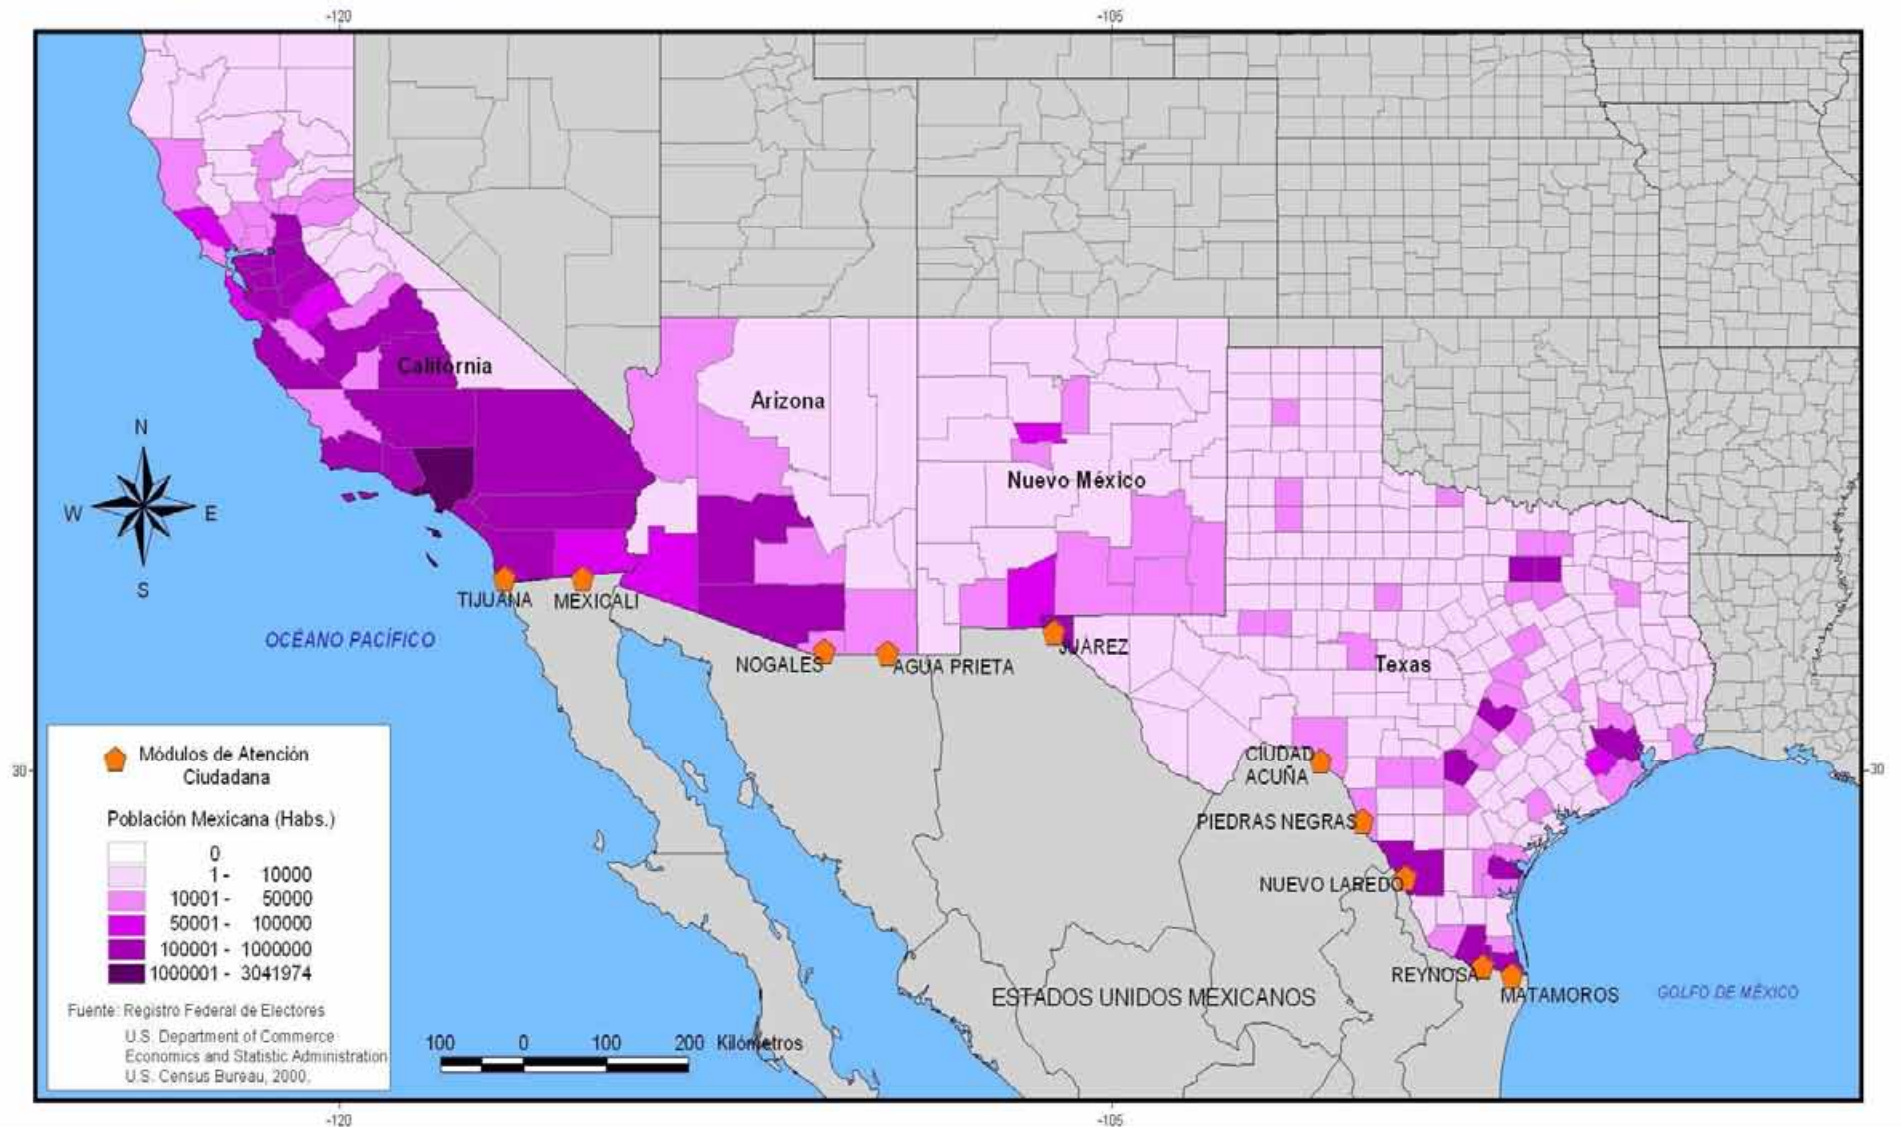 -120
-105
California
Arizona
Nuevo México
Texas
N
W
E
S
TIJUANA
MEXICALI
OCÉANO PACÍFICO
NOGALES
AGUA PRIETA
JUAREZ
CIUDAD
ACUÑA
PIEDRAS NEGRAS
NUEVO LAREDO
REYNOSA
MATAMOROS
GOLFO DE MÉXICO
ESTADOS UNIDOS MEXICANOS
30
30
Módulos de Atención
Ciudadana
Población Mexicana (Habs.)
0
1 - 10000
10001 - 50000
50001 - 100000
100001 - 1000000
1000001 - 3041974
Fuente: Registro Federal de Electores
U.S. Department of Commerce
Economics and Statistic Administration
U.S. Census Bureau, 2000.
100 0 100 200 Kilómetros
-120
-105